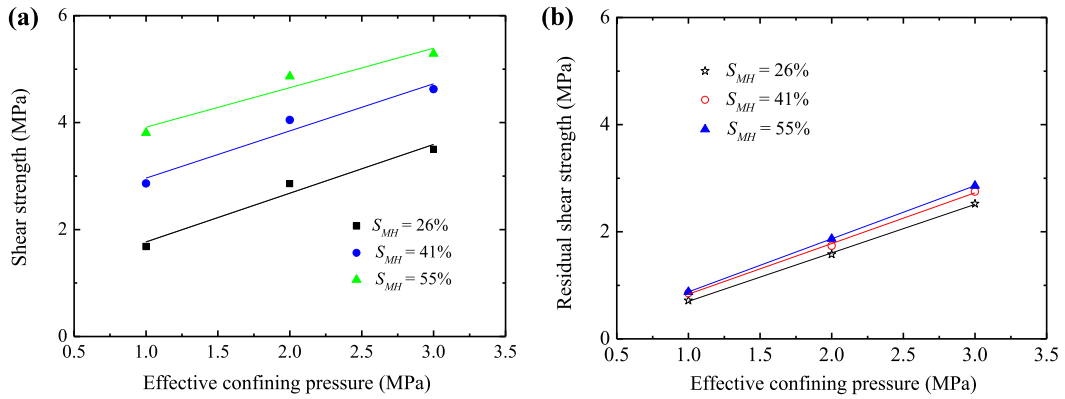 (a)
Shear strength (MPa)
6
4
2
0
S_MH = 26%
S_MH = 41%
S_MH = 55%
0.5 1.0 1.5 2.0 2.5 3.0 3.5
Effective confining pressure (MPa)
(b)
Residual shear strength (MPa)
6
4
2
0
S_MH = 26%
S_MH = 41%
S_MH = 55%
0.5 1.0 1.5 2.0 2.5 3.0 3.5
Effective confining pressure (MPa)